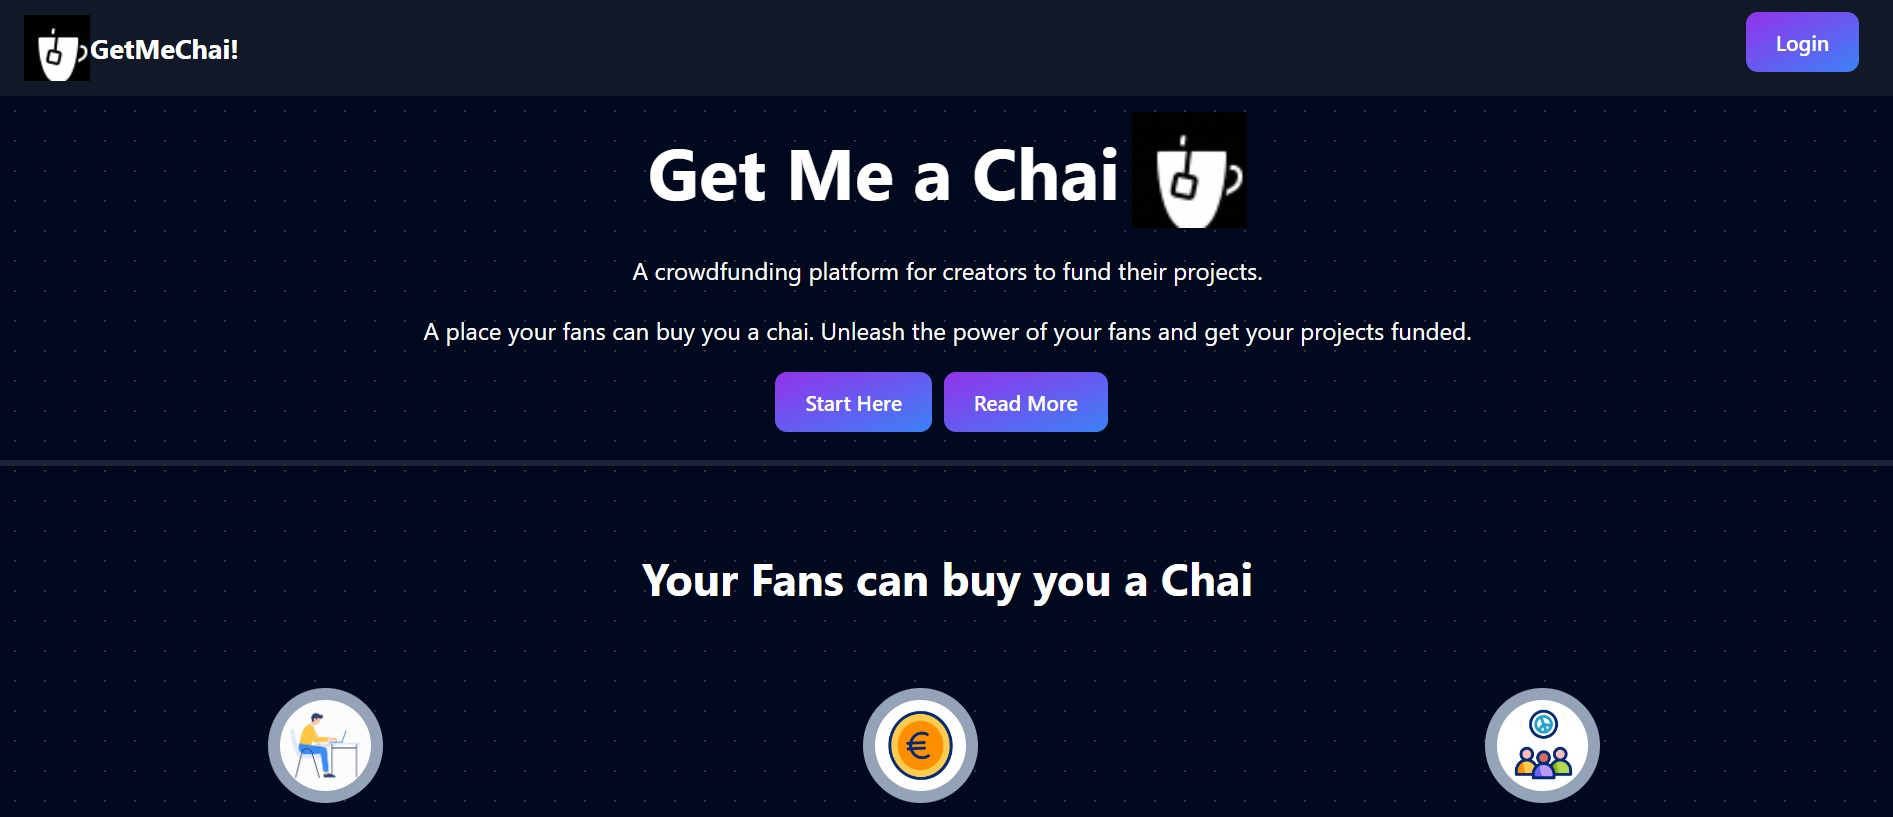 GetMeChai!
Login
Get Me a Chai
A crowdfunding platform for creators to fund their projects.
A place your fans can buy you a chai. Unleash the power of your fans and get your projects funded.
Start Here
Read More
Your Fans can buy you a Chai
€